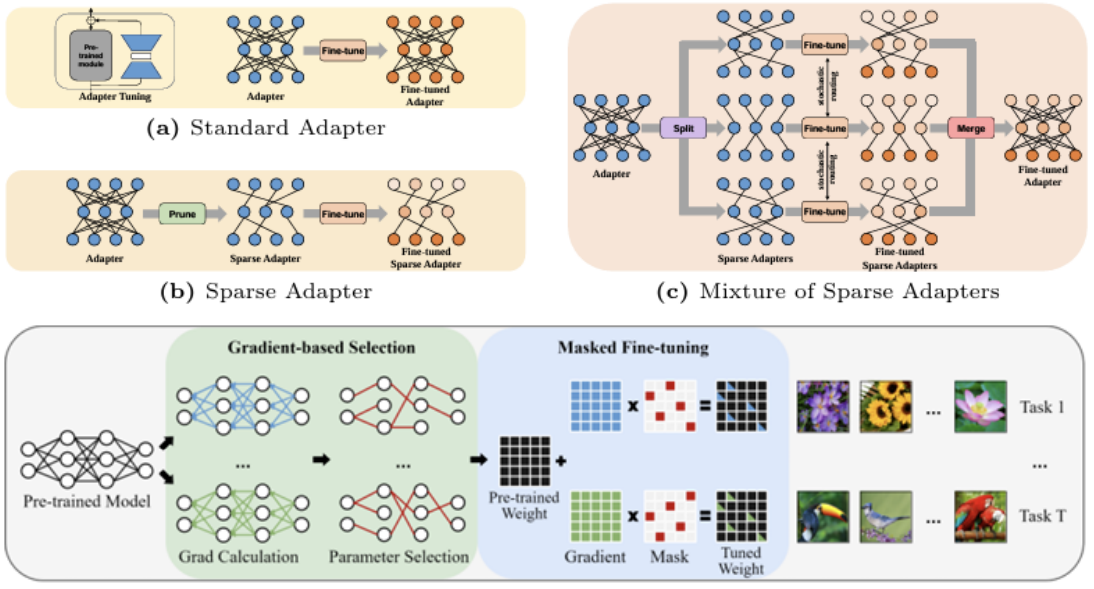 Pre-
trained
module
Adapter Tuning
Adapter
Fine-tune
Fine-tuned
Adapter
(a) Standard Adapter
Adapter
Prune
Sparse Adapter
Fine-tune
Fine-tuned
Sparse Adapter
(b) Sparse Adapter
Adapter
Split
Fine-tune
stochastic
routing
Fine-tune
stochastic
routing
Fine-tune
Sparse Adapters
Fine-tuned
Sparse Adapters
Merge
Fine-tuned
Adapter
(c) Mixture of Sparse Adapters
Pre-trained Model
Gradient-based Selection
...
...
Grad Calculation
Parameter Selection
Masked Fine-tuning
Pre-trained
Weight
+
x
=
x
=
Gradient
Mask
Tuned
Weight
...
Task 1
...
...
Task T